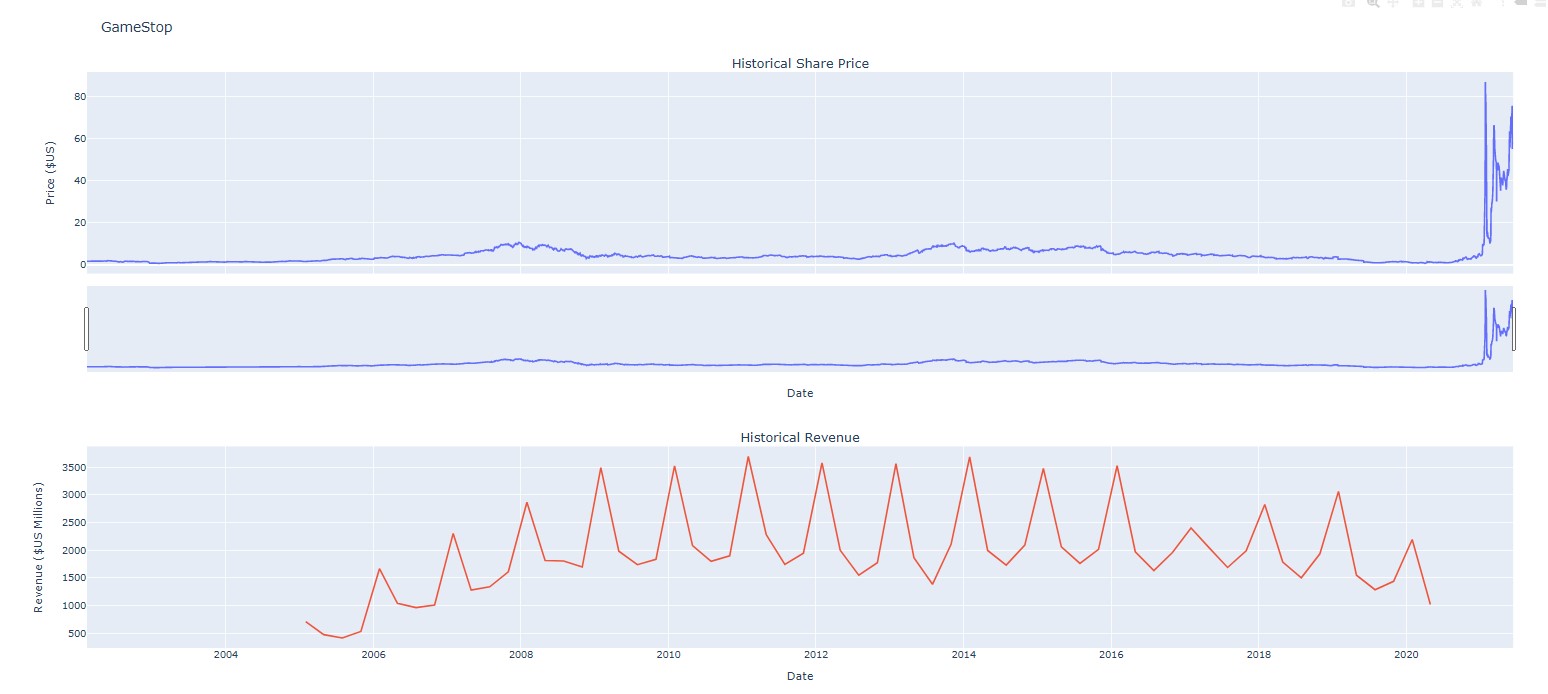 GameStop
Historical Share Price
80
60
40
20
0
Price ($US)
Date
Historical Revenue
3500
3000
2500
2000
1500
1000
500
Revenue ($US Millions)
2004 2006 2008 2010 2012 2014 2016 2018 2020
Date